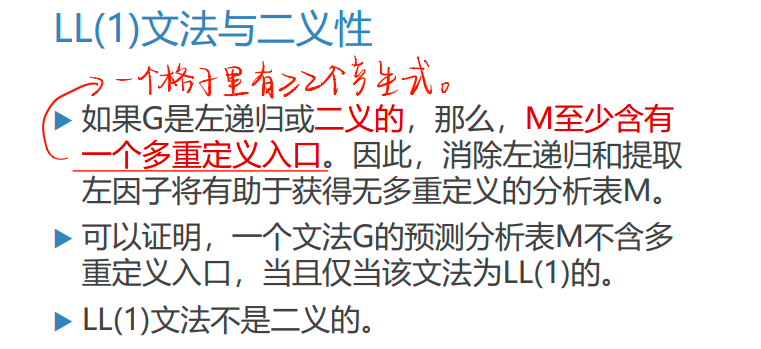 LL(1)文法与二义性
一个格子里有≥2个产生式。
如果G是左递归或二义的，那么，M至少含有
一个多重定义入口。因此，消除左递归和提取
左因子将有助于获得无多重定义的分析表M。
可以证明，一个文法G的预测分析表M不含多
重定义入口，当且仅当该文法为LL(1)的。
LL(1)文法不是二义的。